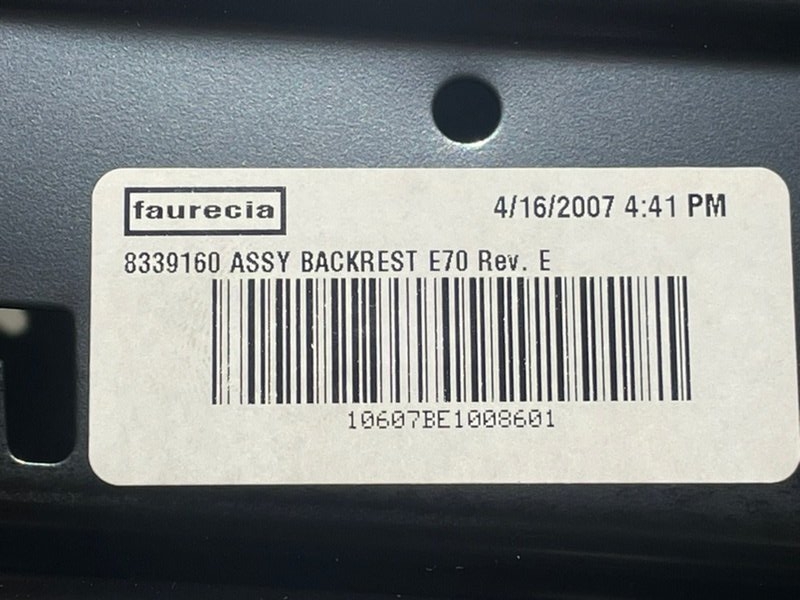 faurecia
4/16/2007 4:41 PM
8339160 ASSY BACKREST E70 Rev. E
10607BE1008601